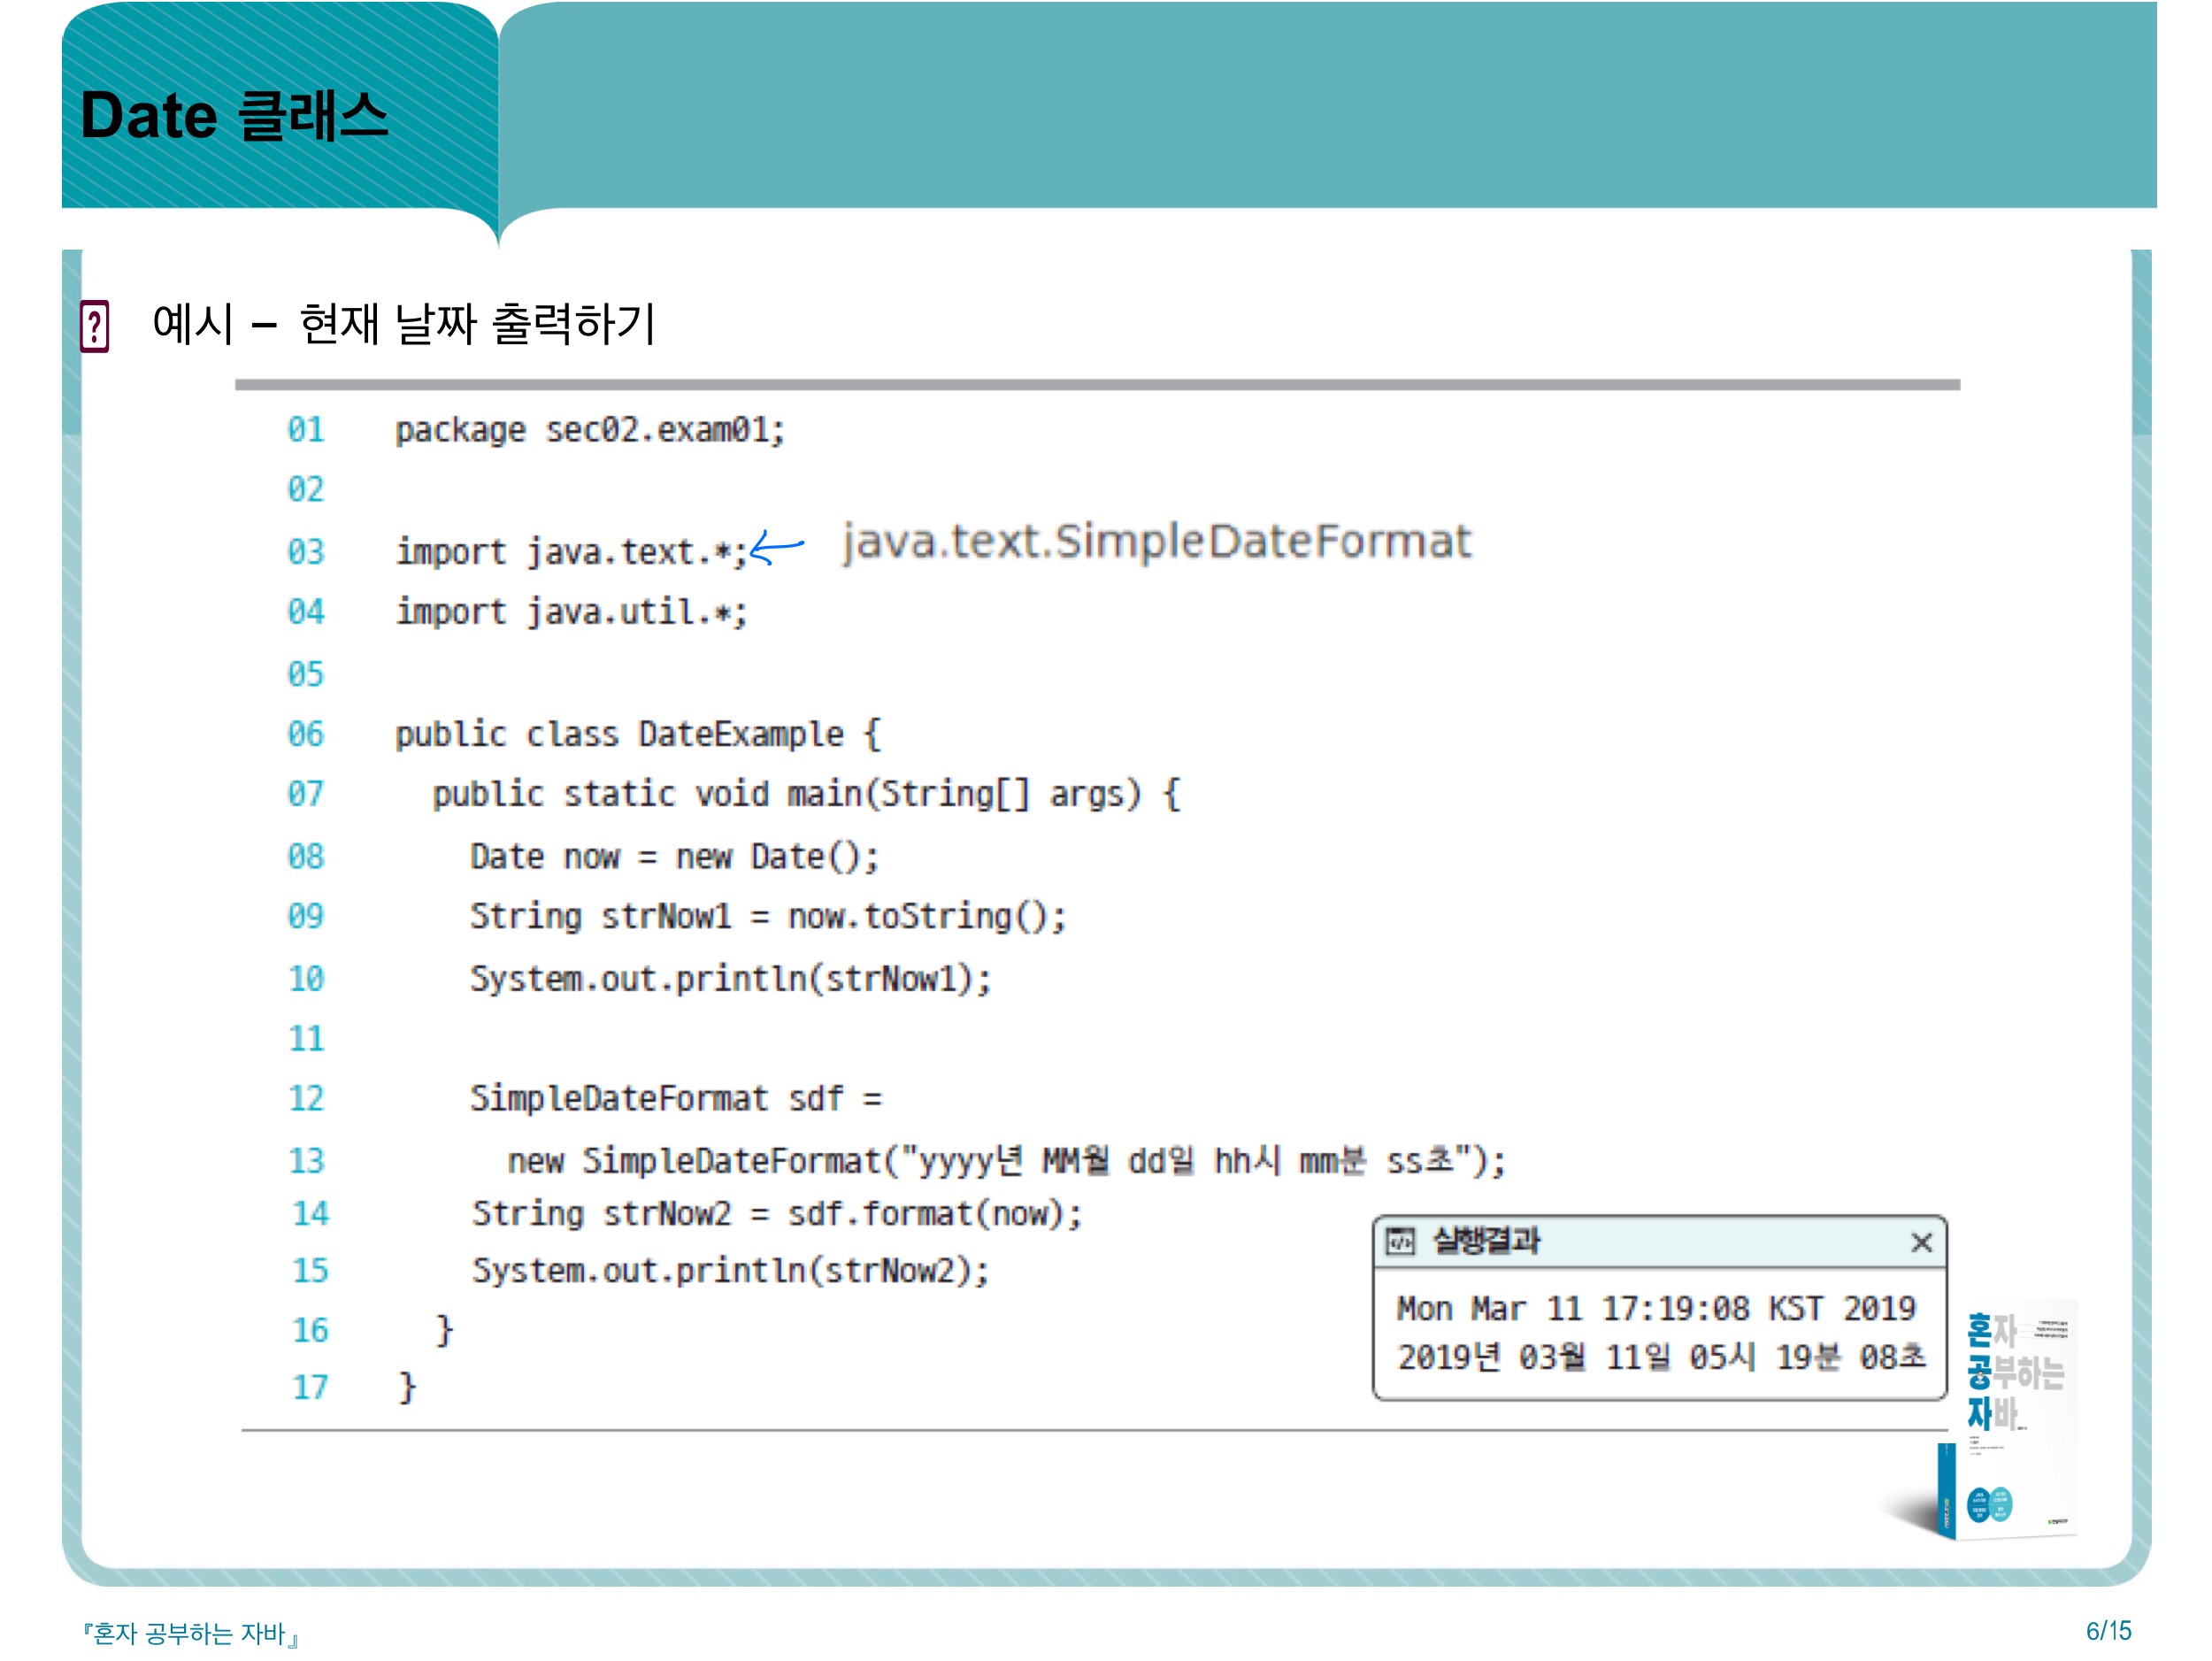 Date 클래스
예시 – 현재 날짜 출력하기
01 package sec02.exam01;
02
03 import java.text.*; java.text.SimpleDateFormat
04 import java.util.*;
05
06 public class DateExample {
07 public static void main(String[] args) {
08 Date now = new Date();
09 String strNow1 = now.toString();
10 System.out.println(strNow1);
11
12 SimpleDateFormat sdf =
13 new SimpleDateFormat("yyyy년 MM월 dd일 hh시 mm분 ss초");
14 String strNow2 = sdf.format(now);
15 System.out.println(strNow2);
16 }
17 }
실행결과
Mon Mar 11 17:19:08 KST 2019
2019년 03월 11일 05시 19분 08초
혼자
공부하는
자바
『혼자 공부하는 자바』
6/15